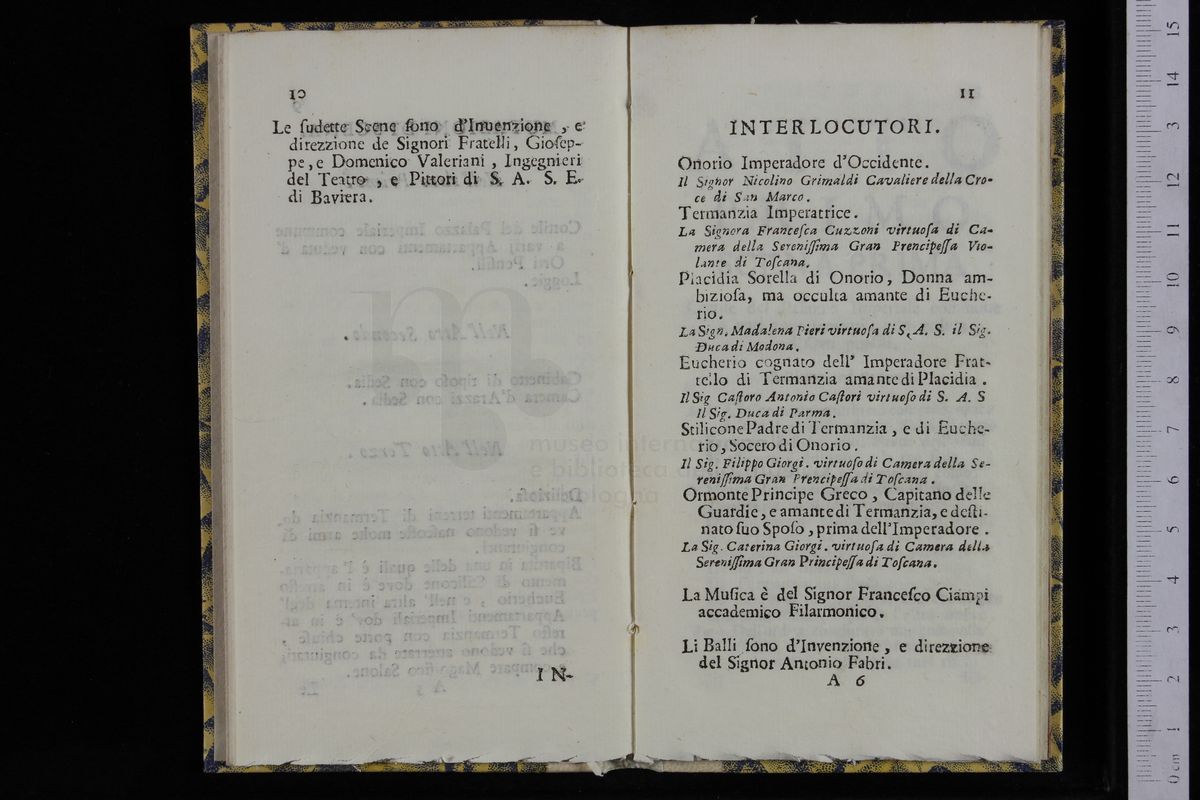 10
Le ſudette Scene ſono d'Inuenzione, e
direzzione de Signori Fratelli, Gioſep-
pe, e Domenico Valeriani, Ingegnieri
del Teatro, e Pittori di S. A. S. E.
di Baviera.
IN-
11
INTERLOCUTORI.
Onorio Imperadore d'Occidente.
Il Signor Nicolino Grimaldi Cavaliere della Cro-
ce di San Marco.
Termanzia Imperatrice.
La Signora Franceſca Cuzzoni virtuoſa di Ca-
mera della Sereniſſima Gran Prencipeſſa Vio-
lante di Toſcana.
Placidia Sorella di Onorio, Donna am-
bizioſa, ma occulta amante di Euche-
rio.
La Sign. Madalena Pieri virtuoſa di S. A. S. il Sig.
Duca di Modona.
Eucherio cognato dell' Imperadore Frat-
tello di Termanzia amante di Placidia.
Il Sig Caſtoro Antonio Caſtori virtuoſo di S. A. S
Il Sig. Duca di Parma.
Stilicone Padre di Termanzia, e di Euche-
rio, Socero di Onorio.
Il Sig. Filippo Giorgi. virtuoſo di Camera della Se-
reniſſima Gran Prencipeſſa di Toſcana.
Ormonte Principe Greco, Capitano delle
Guardie, e amante di Termanzia, e deſti-
nato ſuo Spoſo, prima dell'Imperadore.
La Sig. Caterina Giorgi. virtuoſa di Camera della
Sereniſſima Gran Principeſſa di Toſcana.
La Muſica è del Signor Franceſco Ciampi
accademico Filarmonico.
Li Balli ſono d'Invenzione, e direzzione
del Signor Antonio Fabri.
A 6